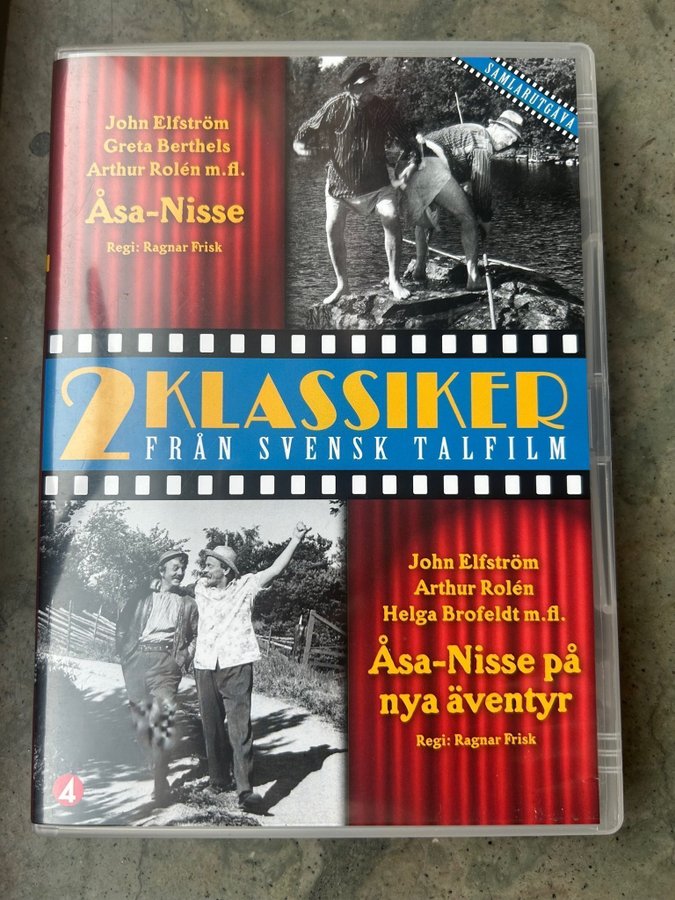 John Elfström
Greta Berthels
Arthur Rolén m.fl.
Åsa-Nisse
Regi: Ragnar Frisk
SAMLARUTGÅVA
2 KLASSIKER
FRÅN SVENSK TALFILM
John Elfström
Arthur Rolén
Helga Brofeldt m.fl.
Åsa-Nisse på
nya äventyr
Regi: Ragnar Frisk
4